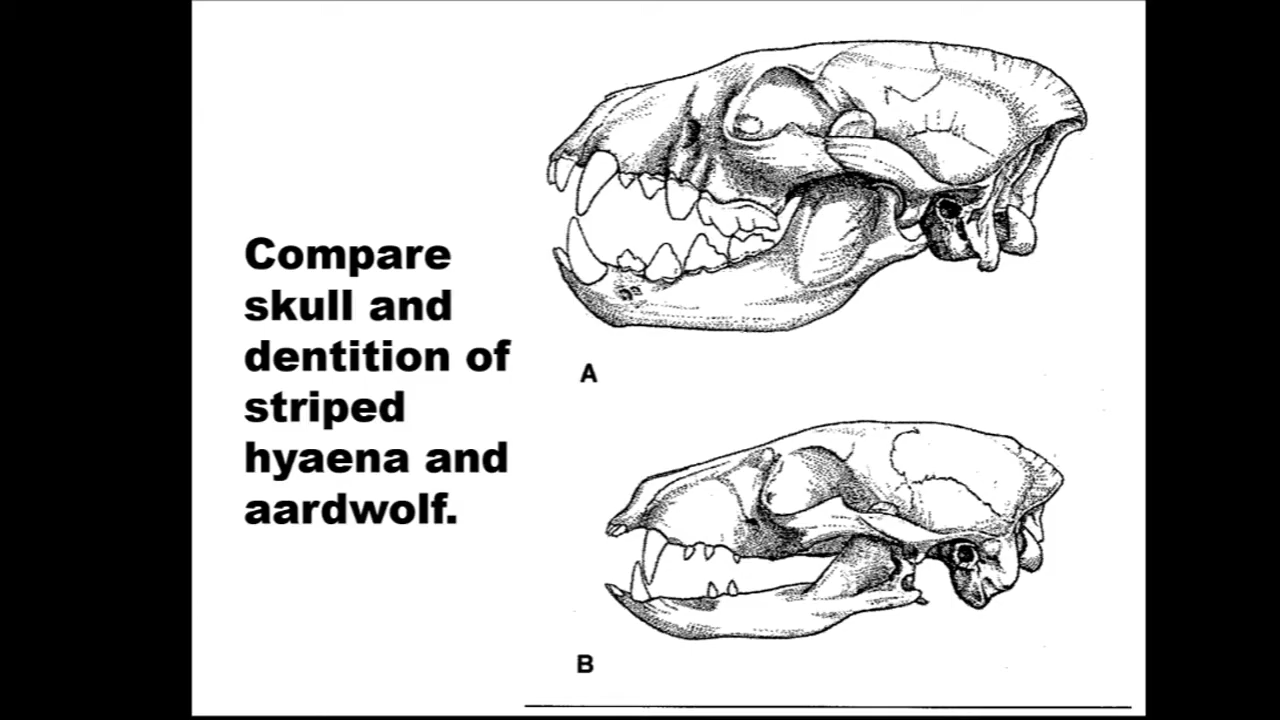 Compare
skull and
dentition of
striped
hyaena and
aardwolf.
A
B